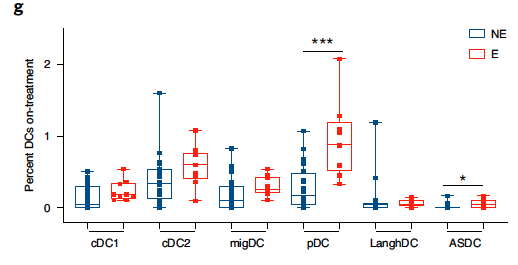 g
NE
E
***
Percent DCs on-treatment
2
1
0
*
cDC1 cDC2 migDC pDC LanghDC ASDC